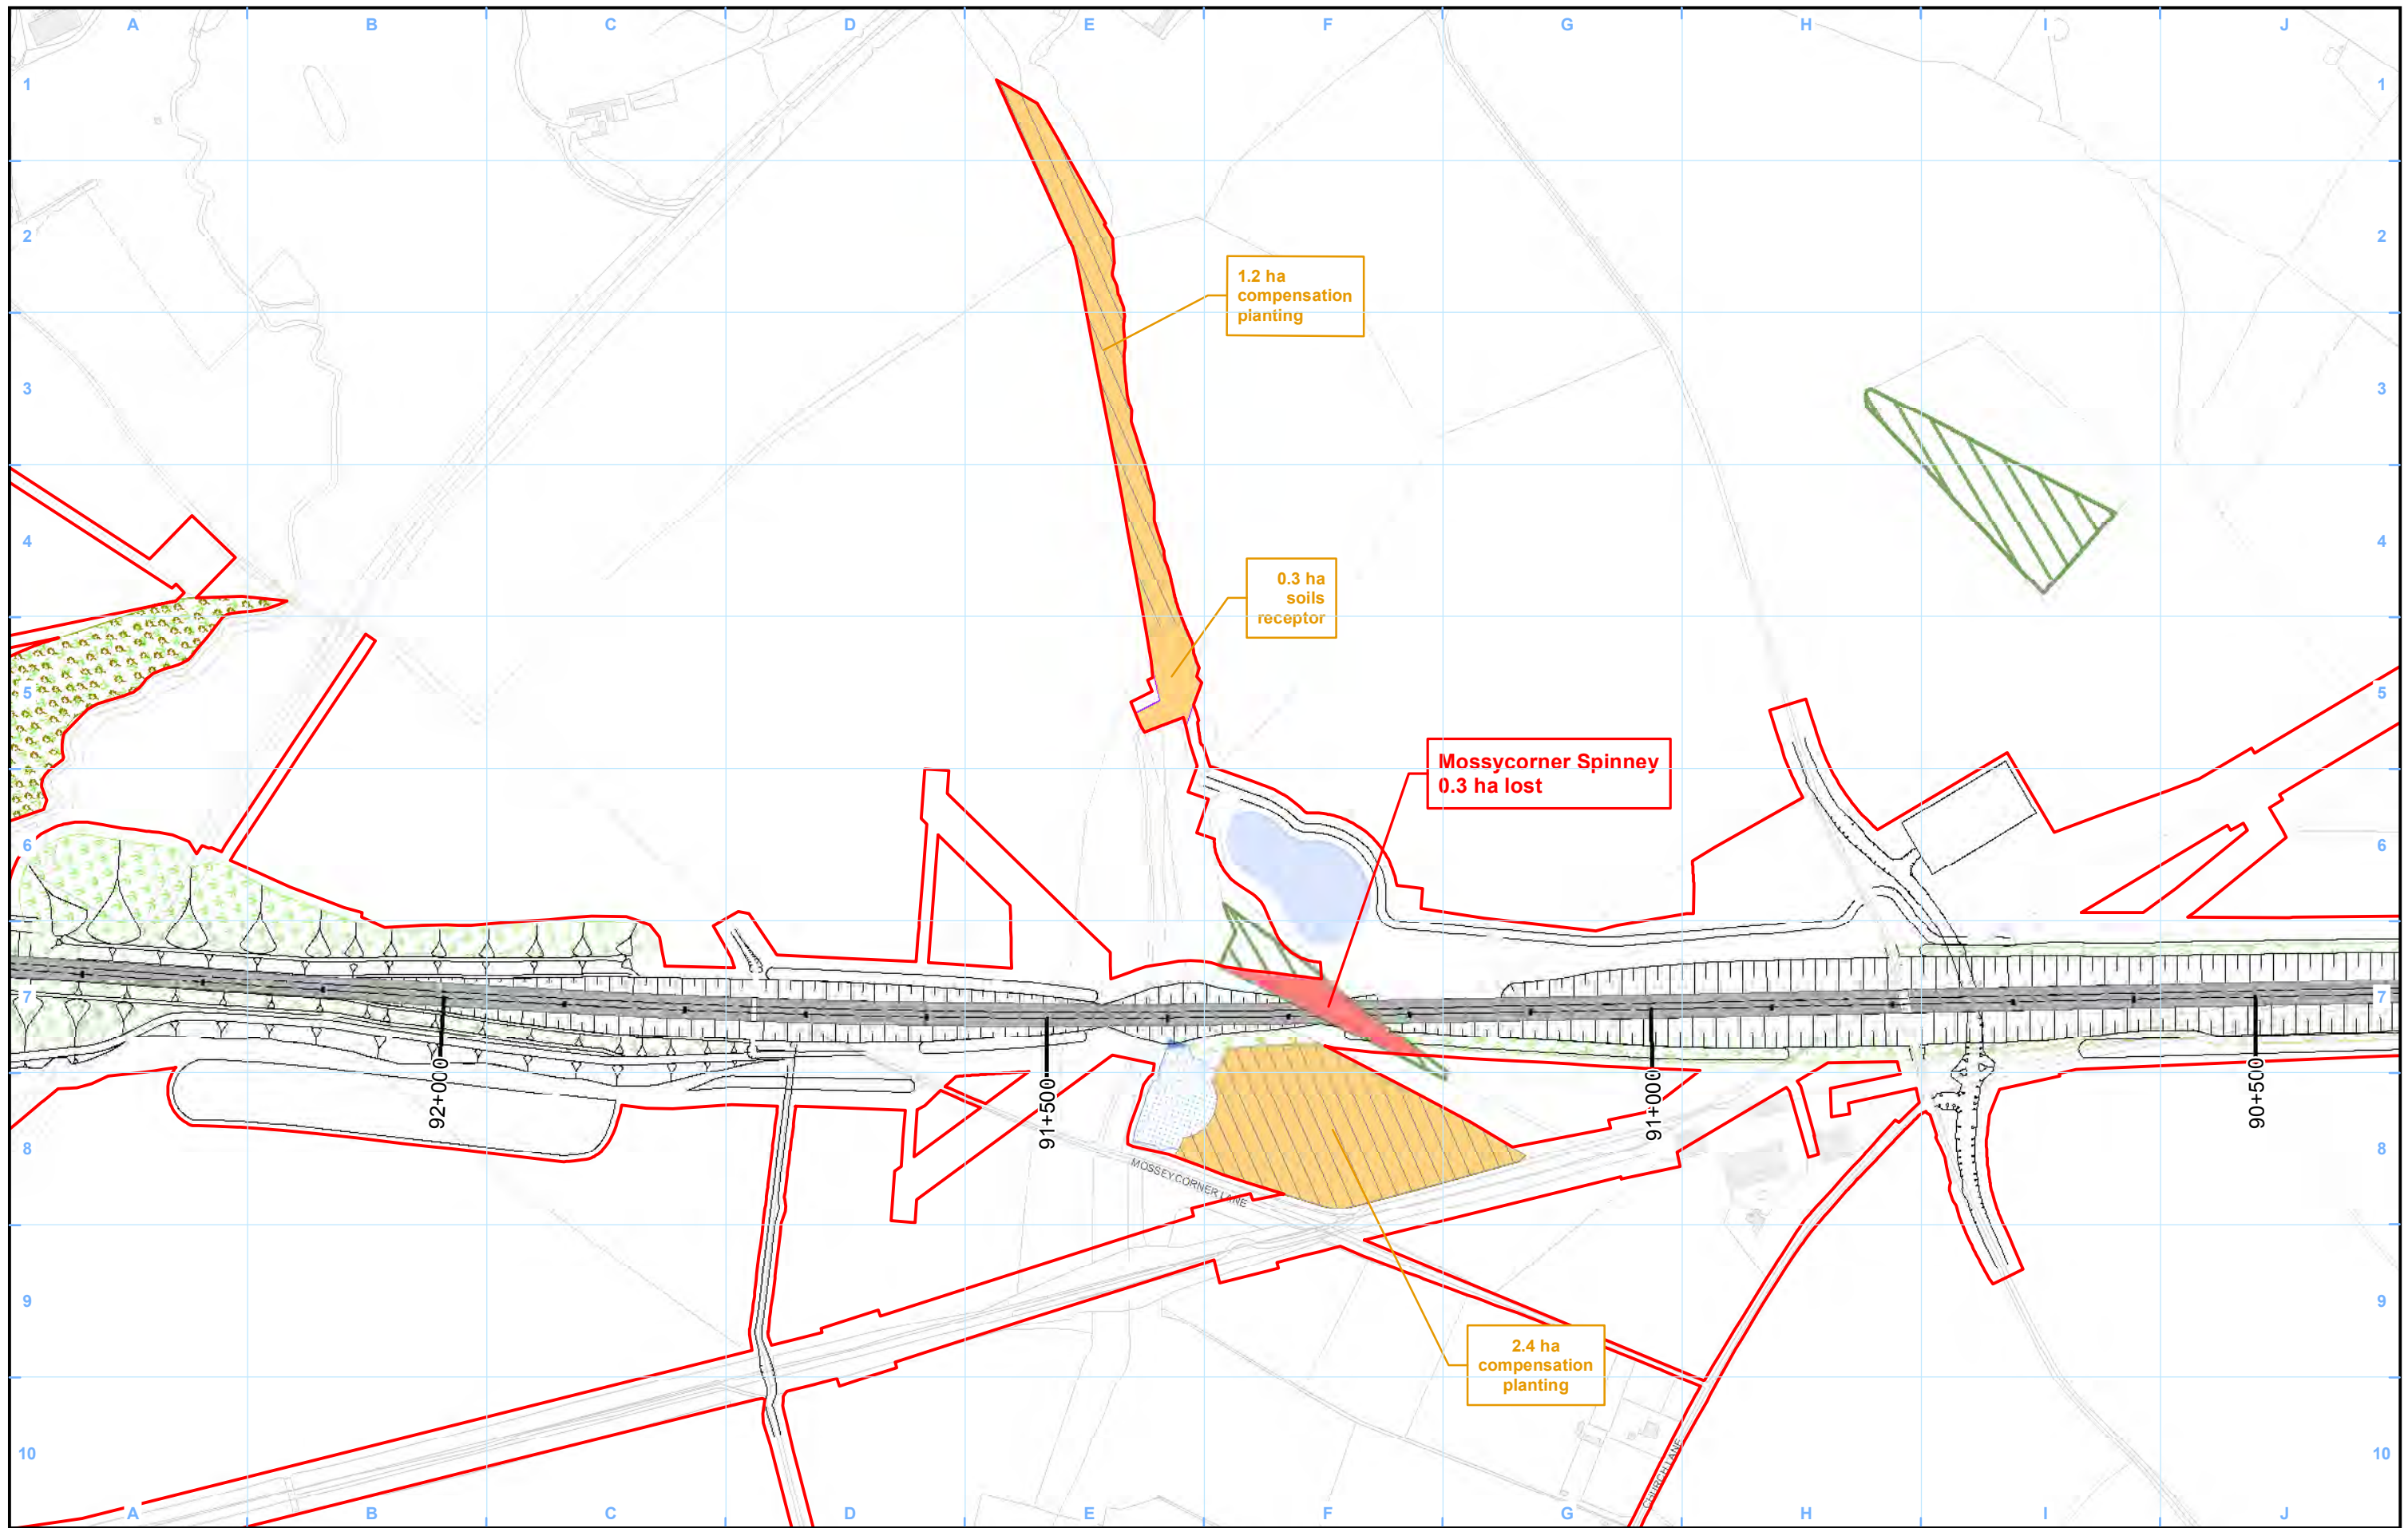 A B C D E F G H I J
1 1
2 2
1.2 ha
compensation
planting
3 3
4 4
0.3 ha
soils
receptor
5 5
Mossycorner Spinney
0.3 ha lost
6 6
7 7
92+000
91+500
91+000
90+500
8 8
MOSSEY CORNER LANE
9 9
2.4 ha
compensation
planting
10 10
CHURCH LANE
A B C D E F G H I J